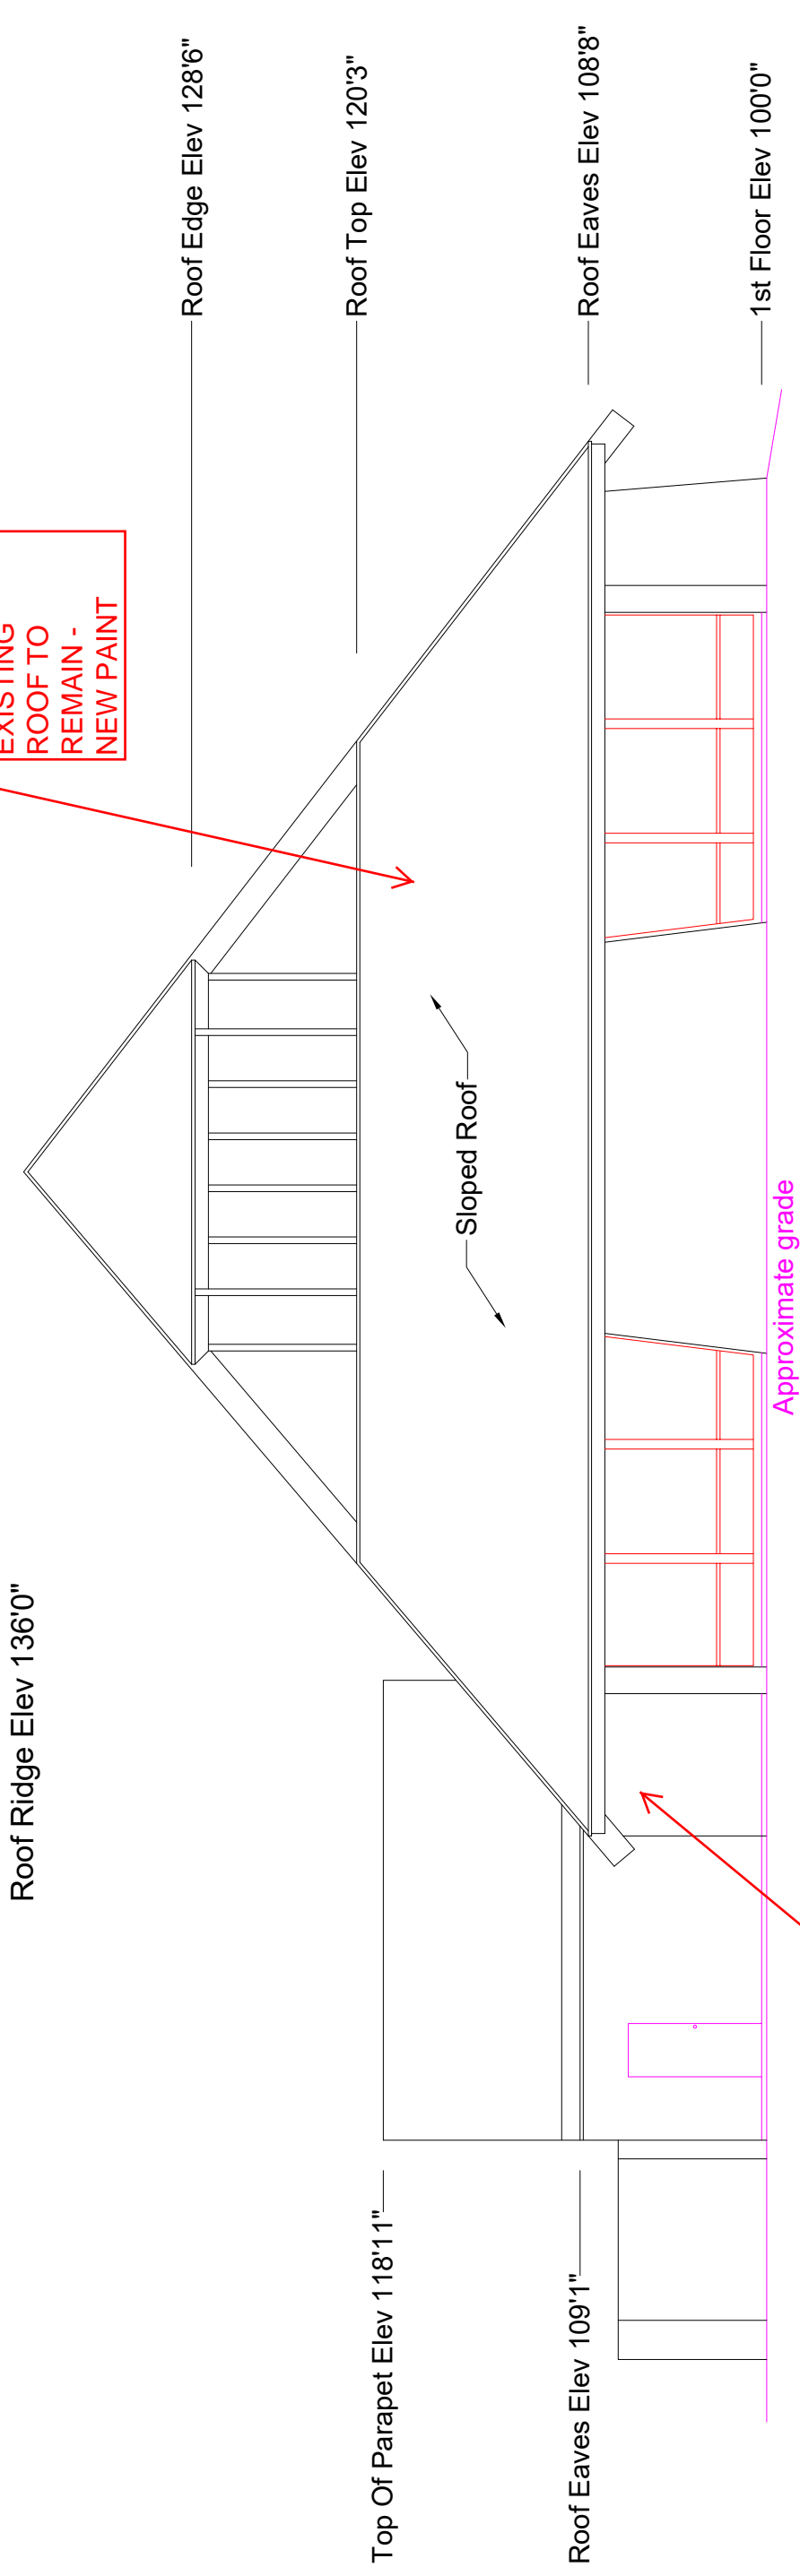 Roof Ridge Elev 136'0"
EXISTING
ROOF TO
REMAIN -
NEW PAINT
Roof Edge Elev 128'6"
Roof Top Elev 120'3"
Top Of Parapet Elev 118'11"
Sloped Roof
Roof Eaves Elev 109'1"
Roof Eaves Elev 108'8"
1st Floor Elev 100'0"
Approximate grade